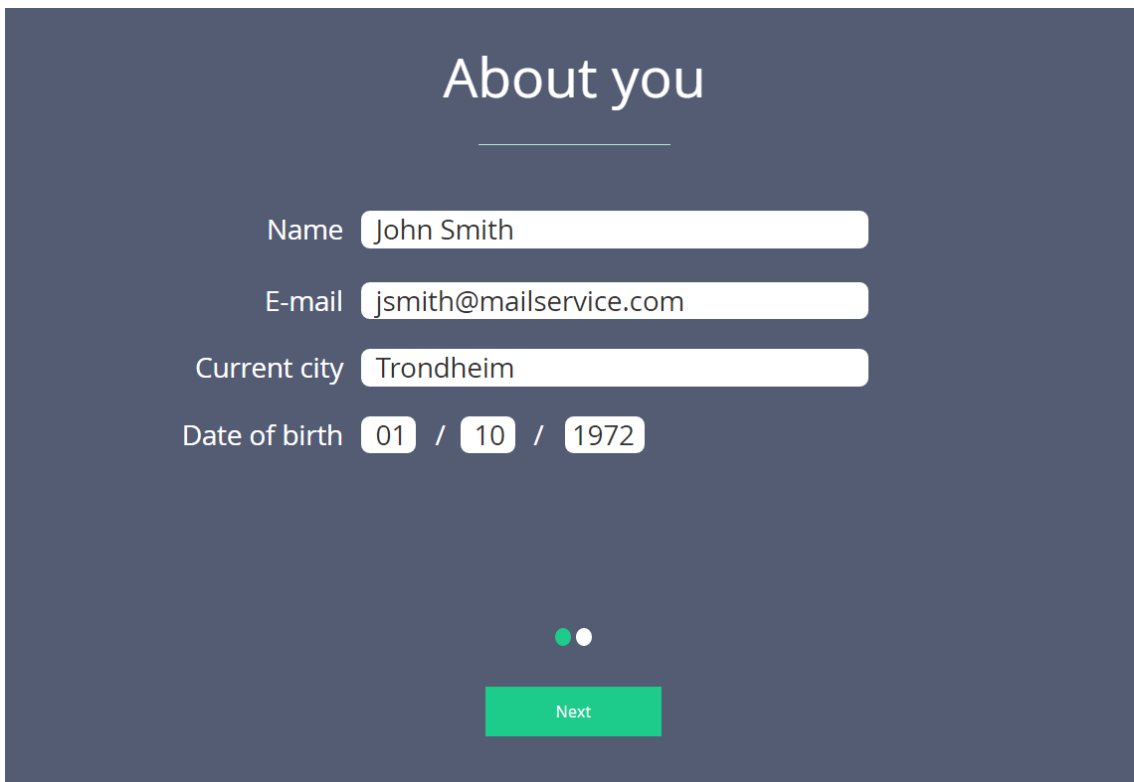 About you
Name John Smith
E-mail jsmith@mailservice.com
Current city Trondheim
Date of birth 01 / 10 / 1972
Next